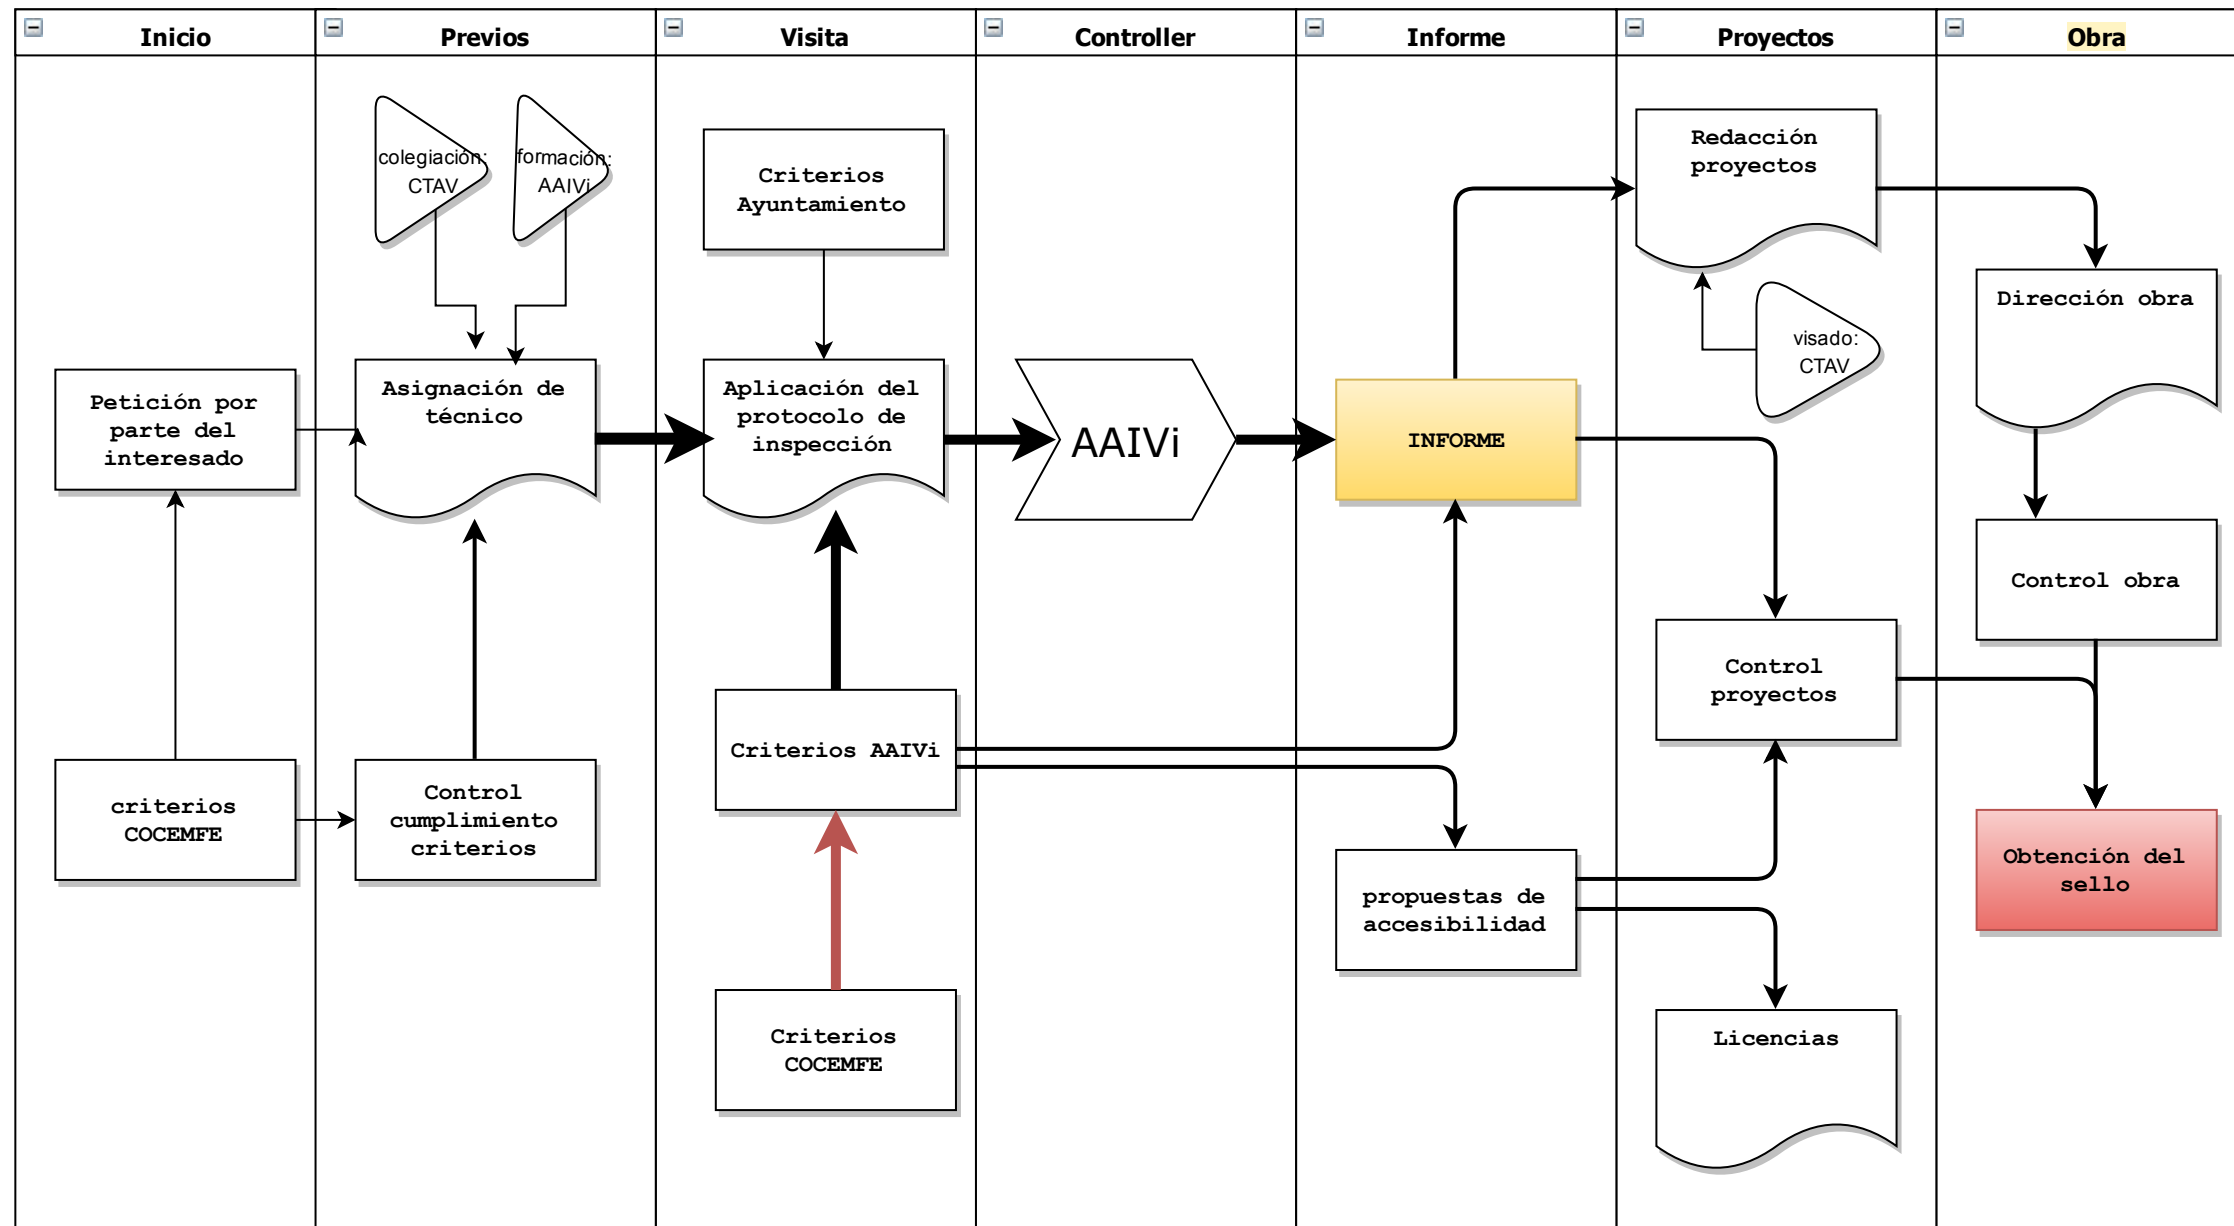 Inicio
Previos
Visita
Controller
Informe
Proyectos
Obra
Petición por
parte del
interesado
criterios
COCEMFE
colegiación:
CTAV
formación:
AAIVi
Asignación de
técnico
Control
cumplimiento
criterios
Criterios
Ayuntamiento
Aplicación del
protocolo de
inspección
Criterios AAIVi
Criterios
COCEMFE
AAIVi
INFORME
propuestas de
accesibilidad
Redacción
proyectos
visado:
CTAV
Control
proyectos
Licencias
Dirección obra
Control obra
Obtención del
sello